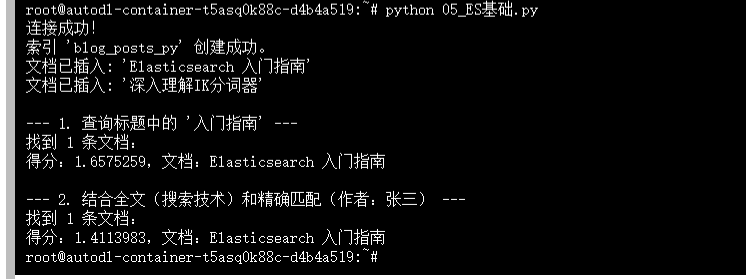 root@autodl-container-t5asq0k88c-d4b4a519:~# python 05_ES基础.py
连接成功!
索引 'blog_posts_py' 创建成功。
文档已插入: 'Elasticsearch 入门指南'
文档已插入: '深入理解IK分词器'
--- 1. 查询标题中的 '入门指南' ---
找到 1 条文档:
得分: 1.6575259, 文档: Elasticsearch 入门指南
--- 2. 结合全文（搜索技术）和精确匹配（作者：张三） ---
找到 1 条文档:
得分: 1.4113983, 文档: Elasticsearch 入门指南
root@autodl-container-t5asq0k88c-d4b4a519:~#